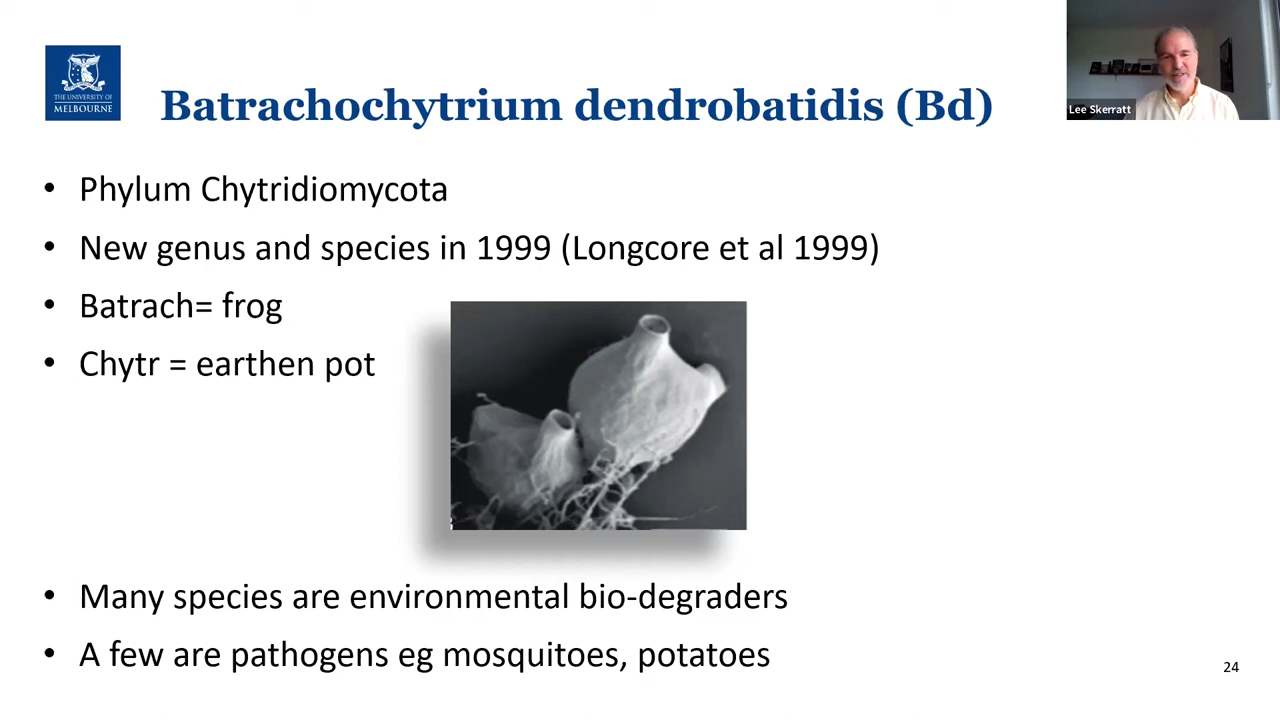 THE UNIVERSITY OF
MELBOURNE
Batrachochytrium dendrobatidis (Bd)
Lee Skerratt
• Phylum Chytridiomycota
• New genus and species in 1999 (Longcore et al 1999)
• Batrach= frog
• Chytr = earthen pot
• Many species are environmental bio-degraders
• A few are pathogens eg mosquitoes, potatoes
24